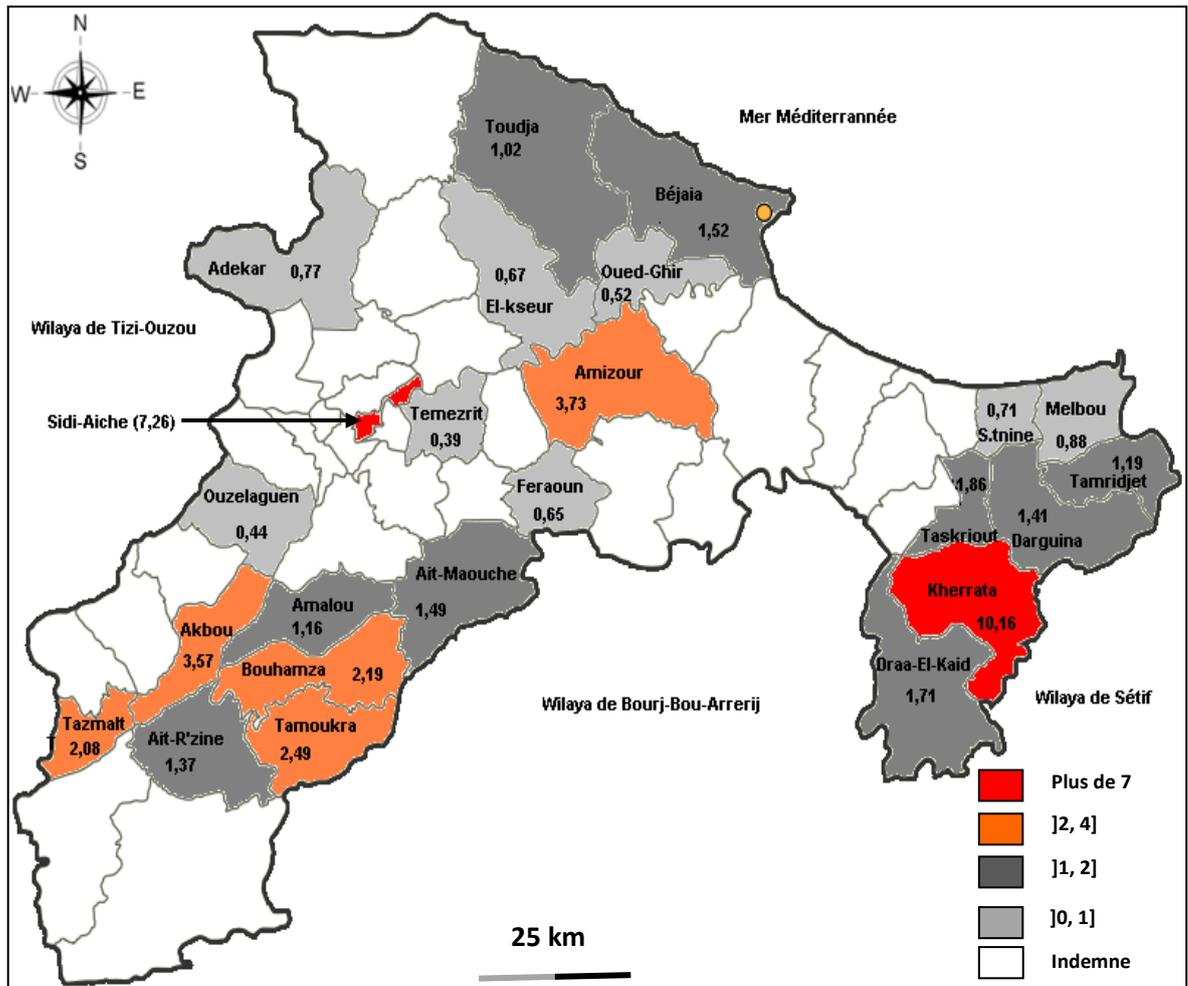 N
W
E
S
Mer Méditerrannée
Toudja
1,02
Béjaia
1,52
Adekar 0,77
0,67
El-kseur
Oued-Ghir
0,52
Wilaya de Tizi-Ouzou
Amizour
3,73
Sidi-Aiche (7,26)
Temezrit
0,39
0,71
S.tnine
Melbou
0,88
1,19
Tamridjet
Ouzelaguen
0,44
Feraoun
0,65
1,86
Taskriout
1,41
Darguina
Ait-Maouche
1,49
Kherrata
10,16
Amalou
1,16
Akbou
3,57
Bouhamza 2,19
Draa-El-Kaid
1,71
Wilaya de Bourj-Bou-Arrerij
Wilaya de Sétif
Tazmalt
2,08
Ait-R'zine
1,37
Tamoukra
2,49
Plus de 7
]2, 4]
]1, 2]
]0, 1]
Indemne
25 km